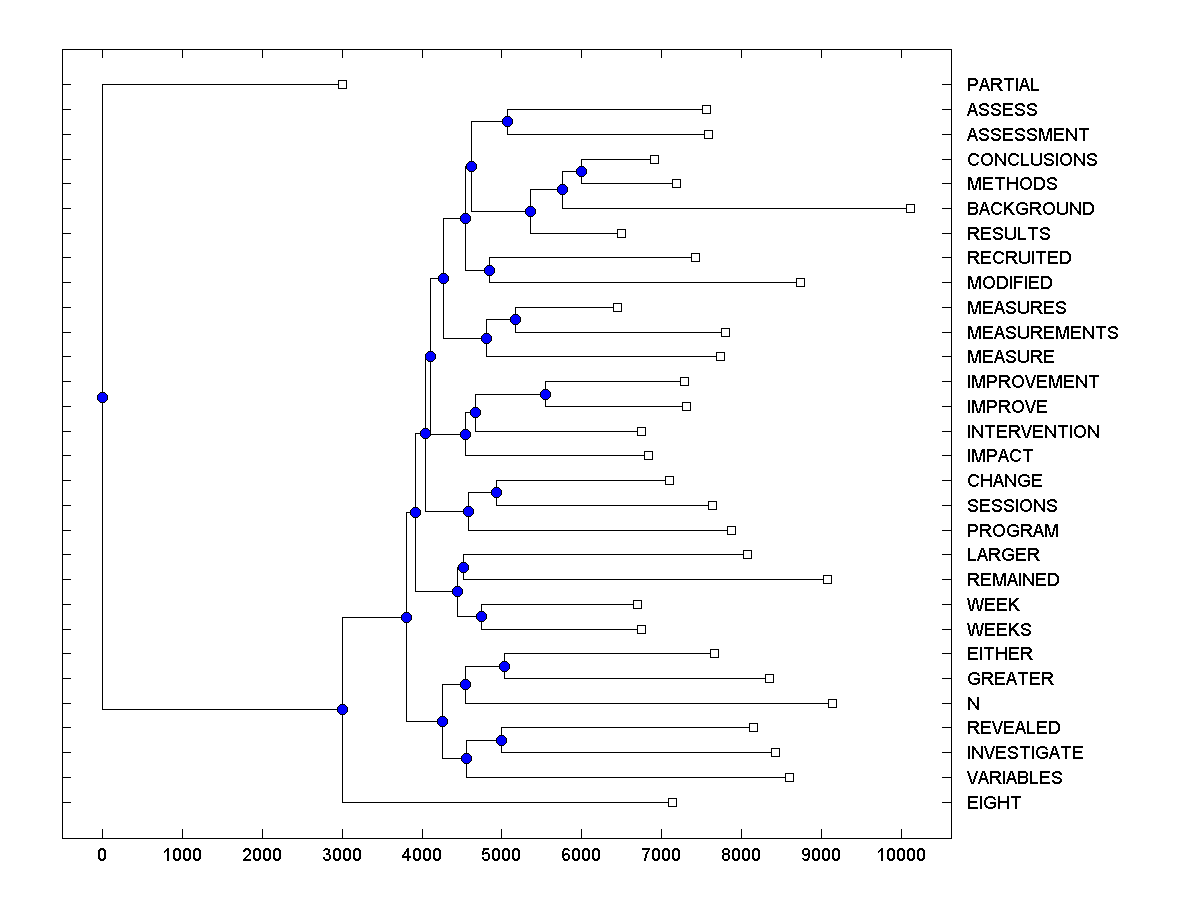 PARTIAL
ASSESS
ASSESSMENT
CONCLUSIONS
METHODS
BACKGROUND
RESULTS
RECRUITED
MODIFIED
MEASURES
MEASUREMENTS
MEASURE
IMPROVEMENT
IMPROVE
INTERVENTION
IMPACT
CHANGE
SESSIONS
PROGRAM
LARGER
REMAINED
WEEK
WEEKS
EITHER
GREATER
N
REVEALED
INVESTIGATE
VARIABLES
EIGHT
0 1000 2000 3000 4000 5000 6000 7000 8000 9000 10000